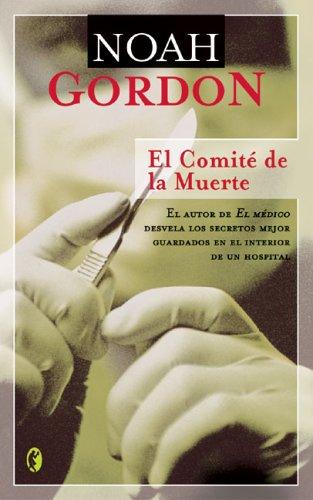 NOAH
GORDON
El Comité de
la Muerte
EL AUTOR DE EL MÉDICO
DESVELA LOS SECRETOS MEJOR
GUARDADOS EN EL INTERIOR
DE UN HOSPITAL